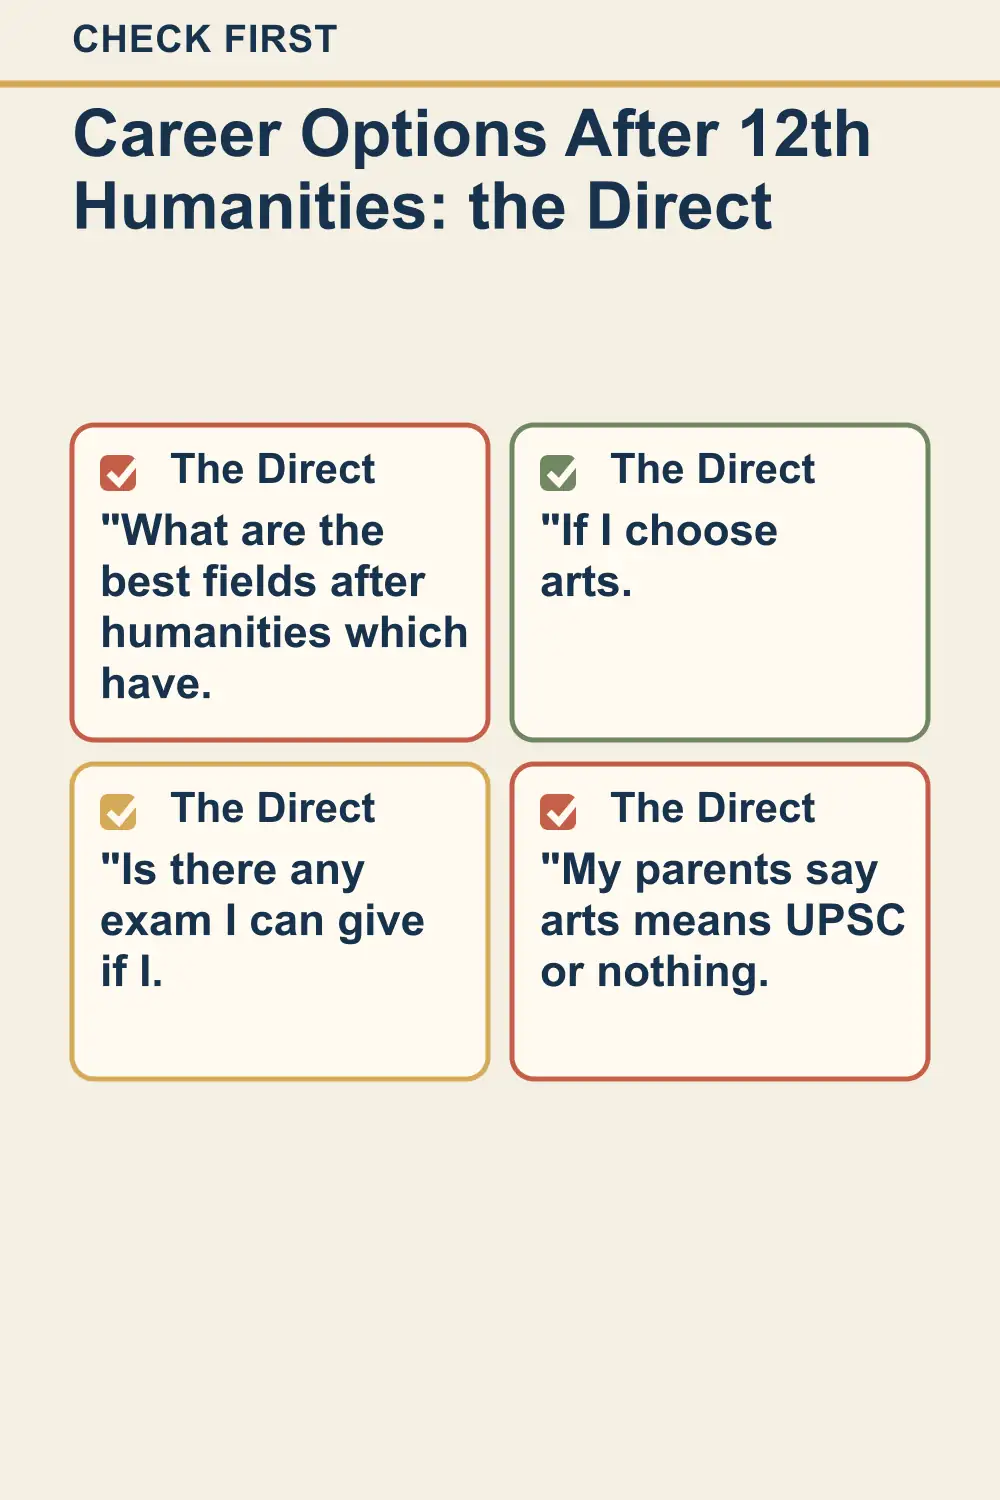 CHECK FIRST
Career Options After 12th
Humanities: the Direct
The Direct
"What are the
best fields after
humanities which
have.
The Direct
"If I choose
arts.
The Direct
"Is there any
exam I can give
if I.
The Direct
"My parents say
arts means UPSC
or nothing.